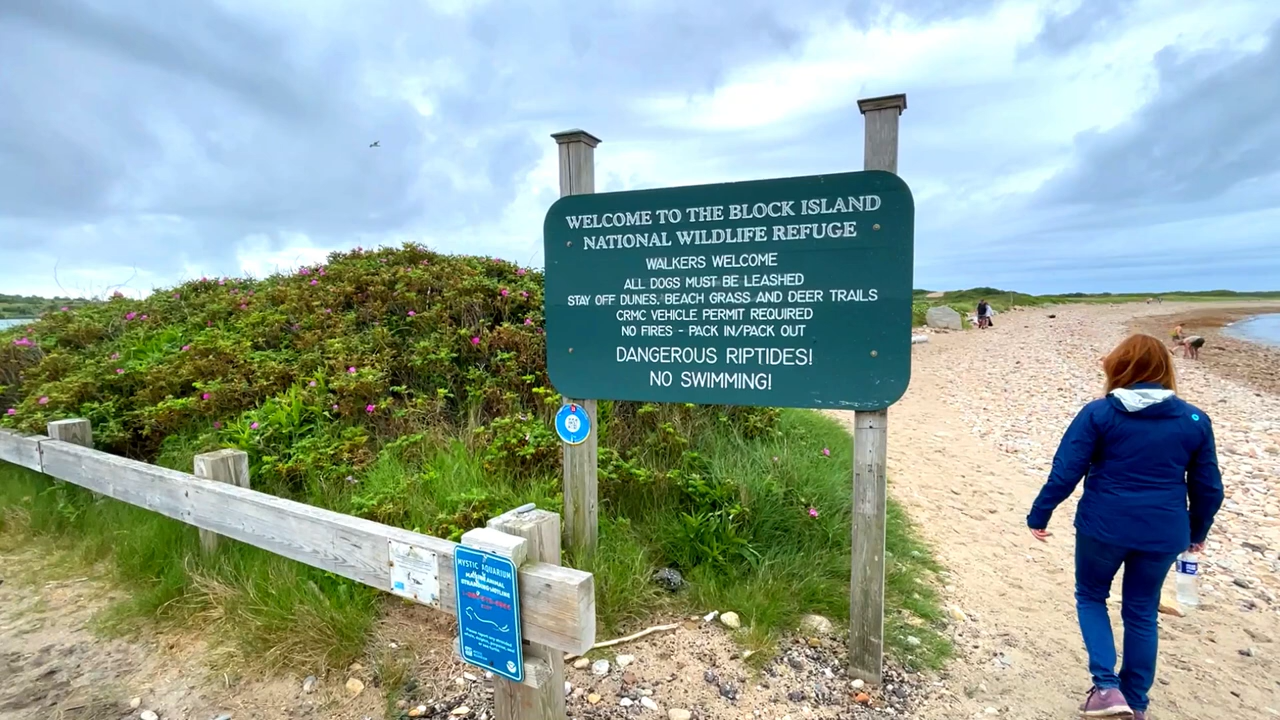 WELCOME TO THE BLOCK ISLAND
NATIONAL WILDLIFE REFUGE
WALKERS WELCOME
ALL DOGS MUST BE LEASHED
STAY OFF DUNES, BEACH GRASS AND DEER TRAILS
CRMC VEHICLE PERMIT REQUIRED
NO FIRES - PACK IN/PACK OUT
DANGEROUS RIPTIDES!
NO SWIMMING!
MYSTIC AQUARIUM
STRANDING HOTLINE